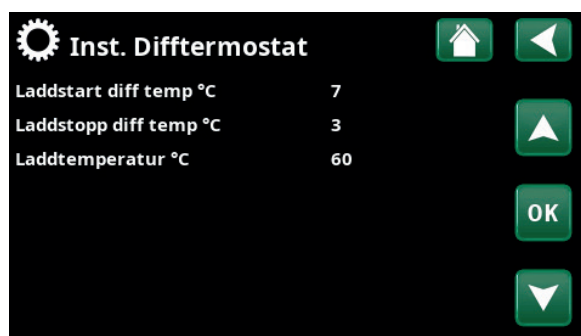 Inst. Difftermostat
Laddstart diff temp °C 7
Laddstopp diff temp °C 3
Laddtemperatur °C 60
OK